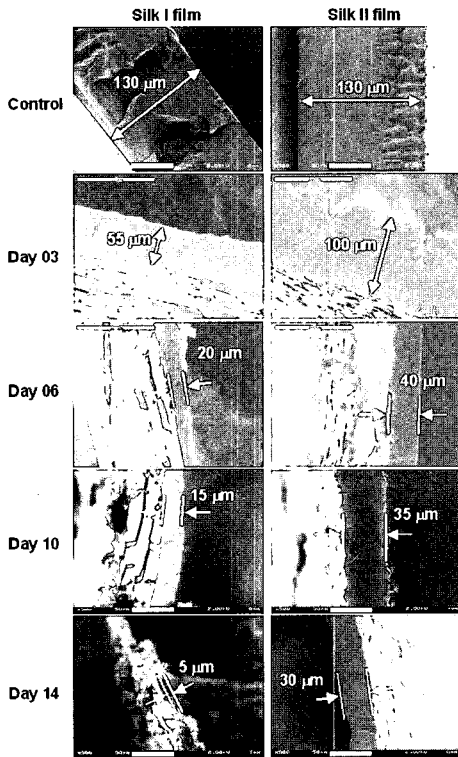 Silk I film
Silk II film
Control
130 µm
130 µm
Day 03
55 µm
100 µm
Day 06
20 µm
40 µm
Day 10
15 µm
35 µm
Day 14
5 µm
30 µm